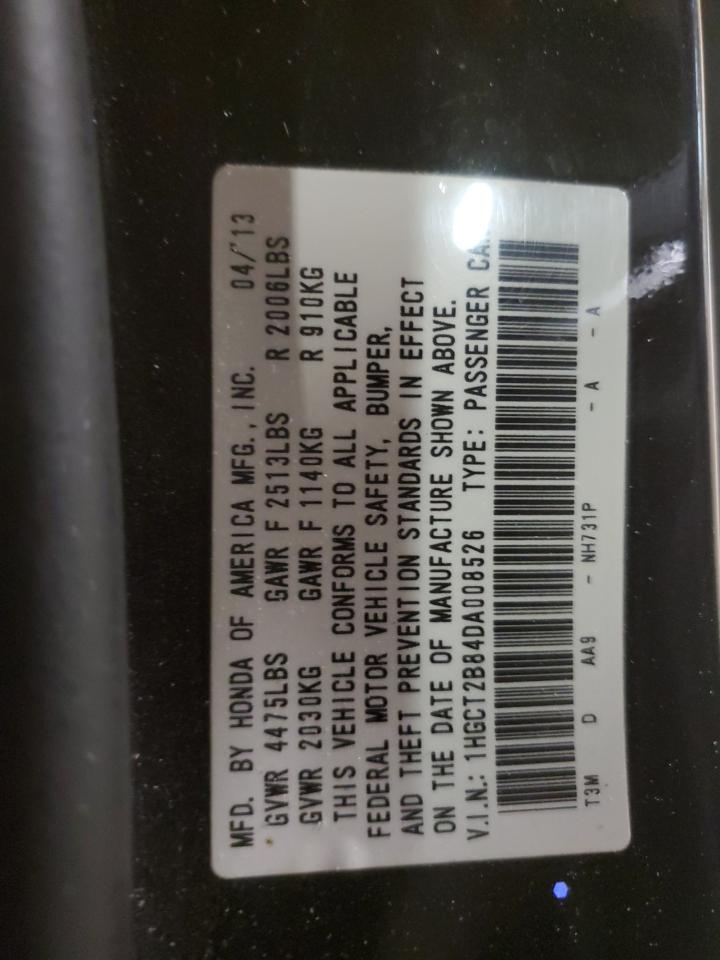 MFD. BY HONDA OF AMERICA MFG., INC. 04/'13
GVWR 4475LBS GAWR F 2513LBS R 2006LBS
GVWR 2030KG GAWR F 1140KG R 910KG
THIS VEHICLE CONFORMS TO ALL APPLICABLE
FEDERAL MOTOR VEHICLE SAFETY, BUMPER,
AND THEFT PREVENTION STANDARDS IN EFFECT
ON THE DATE OF MANUFACTURE SHOWN ABOVE.
V.I.N.: 1HGCT2B84DA008526 TYPE: PASSENGER
T3M D AA9 - NH731P - A - A